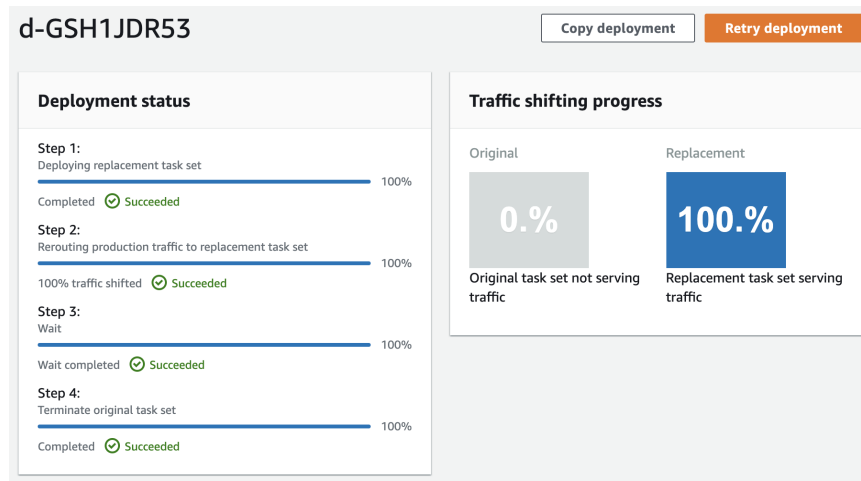 d-GSH1JDR53
Copy deployment
Retry deployment
Deployment status
Step 1:
Deploying replacement task set
100%
Completed Succeeded
Step 2:
Rerouting production traffic to replacement task set
100%
100% traffic shifted Succeeded
Step 3:
Wait
100%
Wait completed Succeeded
Step 4:
Terminate original task set
100%
Completed Succeeded
Traffic shifting progress
Original
0.%
Original task set not serving
traffic
Replacement
100.%
Replacement task set serving
traffic